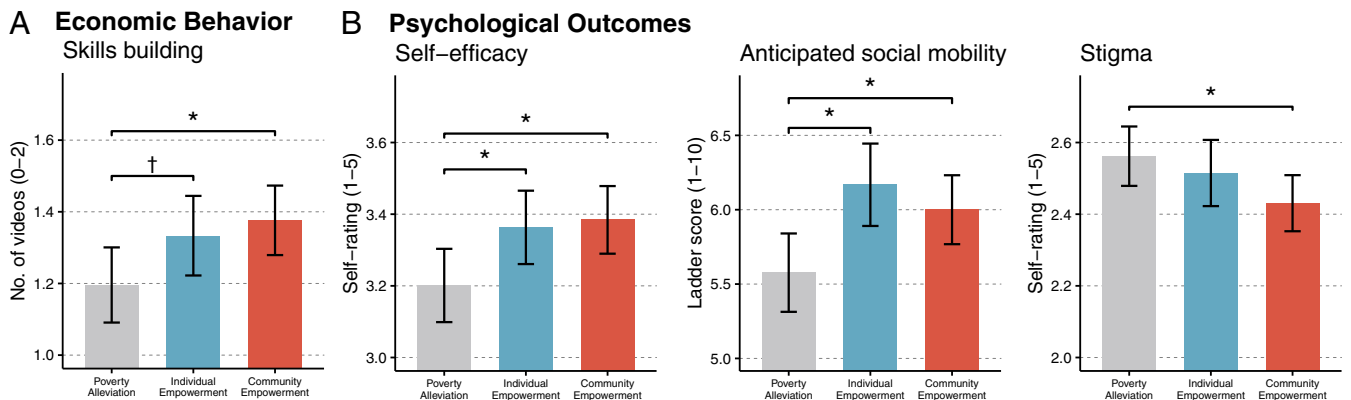 A Economic Behavior
Skills building
No. of videos (0–2)
1.6
1.4
1.2
1.0
*
†
Poverty
Alleviation
Individual
Empowerment
Community
Empowerment
B Psychological Outcomes
Self−efficacy
Self−rating (1−5)
3.6
3.4
3.2
3.0
*
*
Poverty
Alleviation
Individual
Empowerment
Community
Empowerment
Anticipated social mobility
Ladder score (1−10)
6.5
6.0
5.5
5.0
*
*
Poverty
Alleviation
Individual
Empowerment
Community
Empowerment
Stigma
Self−rating (1−5)
2.6
2.4
2.2
2.0
*
Poverty
Alleviation
Individual
Empowerment
Community
Empowerment